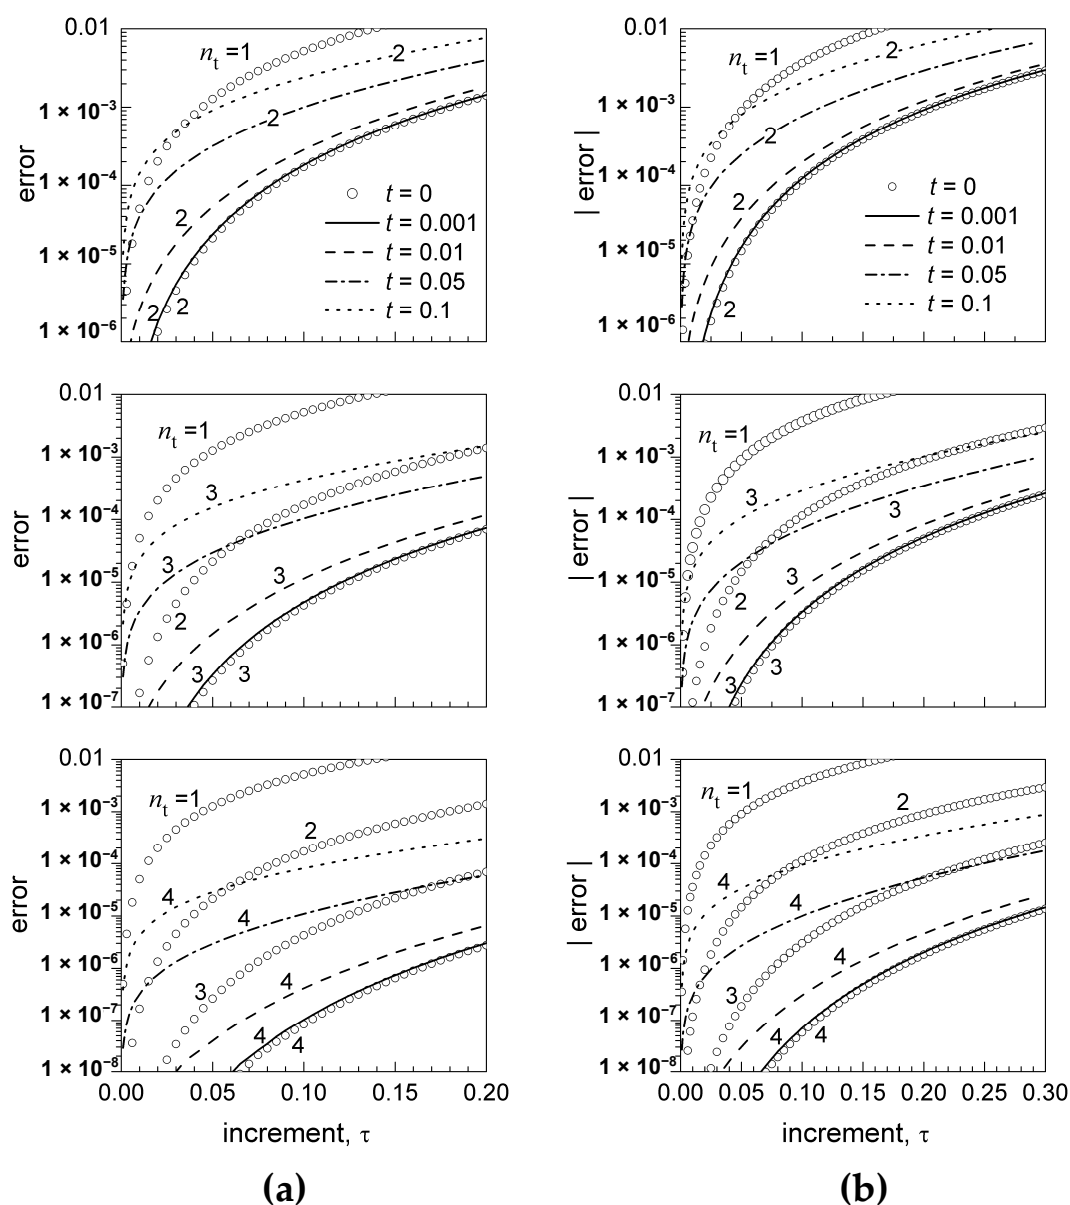 0.01
1 × 10⁻³
1 × 10⁻⁴
1 × 10⁻⁵
1 × 10⁻⁶
error
nₜ =1
2
2
2
2
2
t = 0
t = 0.001
t = 0.01
t = 0.05
t = 0.1
0.01
1 × 10⁻³
1 × 10⁻⁴
1 × 10⁻⁵
1 × 10⁻⁶
| error |
nₜ =1
2
2
2
2
t = 0
t = 0.001
t = 0.01
t = 0.05
t = 0.1
0.01
1 × 10⁻³
1 × 10⁻⁴
1 × 10⁻⁵
1 × 10⁻⁶
1 × 10⁻⁷
error
nₜ =1
3
3
3
2
3
3
0.01
1 × 10⁻³
1 × 10⁻⁴
1 × 10⁻⁵
1 × 10⁻⁶
1 × 10⁻⁷
| error |
nₜ =1
3
3
3
2
3
3
0.01
1 × 10⁻³
1 × 10⁻⁴
1 × 10⁻⁵
1 × 10⁻⁶
1 × 10⁻⁷
1 × 10⁻⁸
error
nₜ =1
2
4
4
4
3
4
4
0.00 0.05 0.10 0.15 0.20
increment, τ
(a)
0.01
1 × 10⁻³
1 × 10⁻⁴
1 × 10⁻⁵
1 × 10⁻⁶
1 × 10⁻⁷
1 × 10⁻⁸
| error |
nₜ =1
2
4
4
4
3
4
4
0.00 0.05 0.10 0.15 0.20 0.25 0.30
increment, τ
(b)